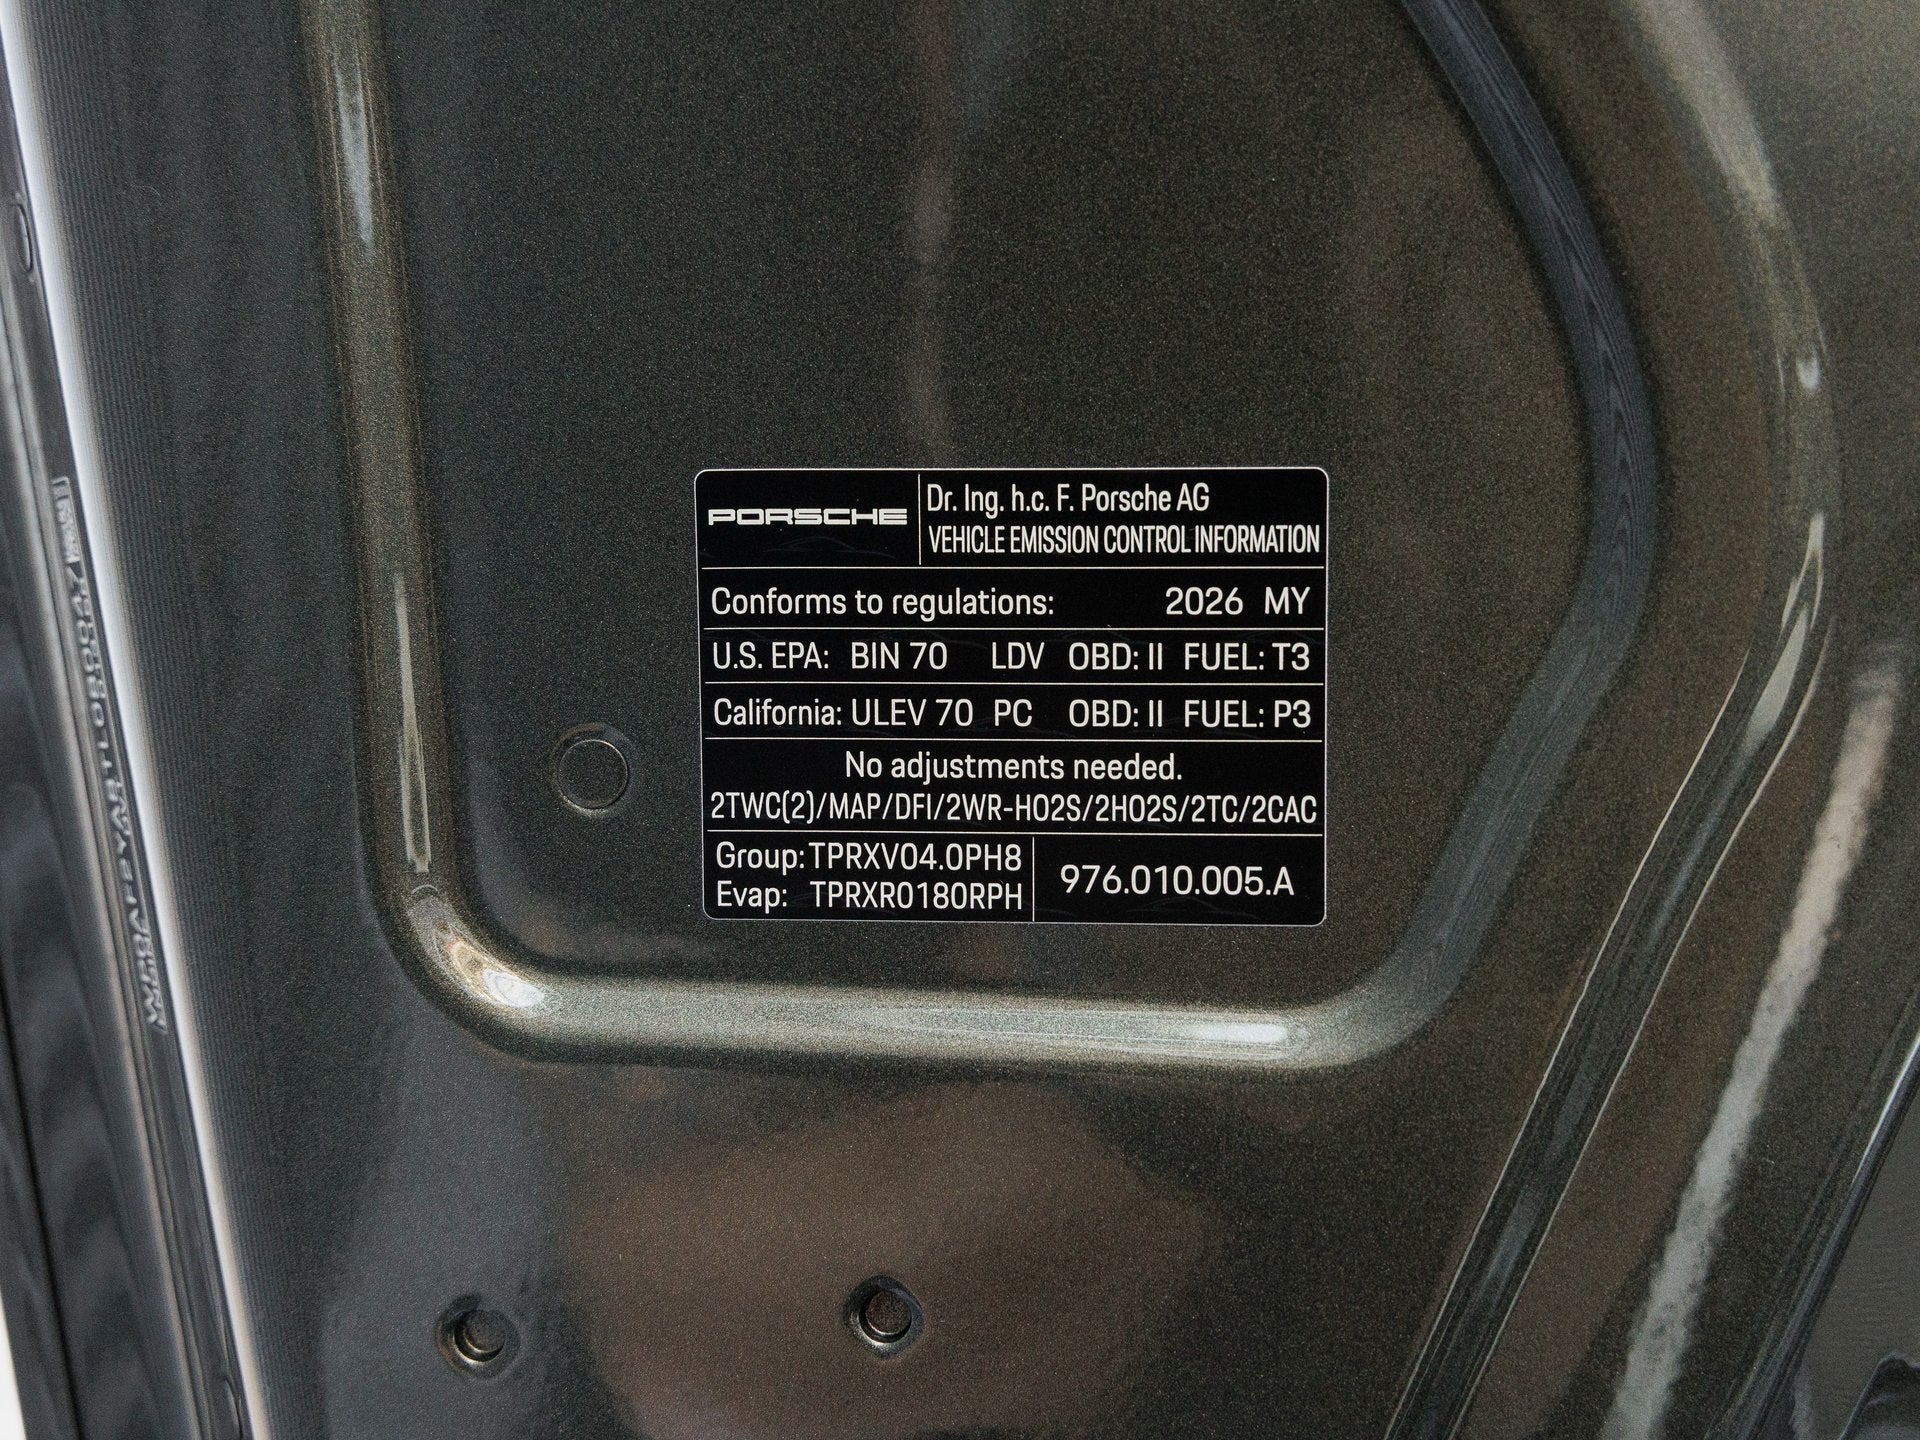 PORSCHE
Dr. Ing. h.c. F. Porsche AG
VEHICLE EMISSION CONTROL INFORMATION
Conforms to regulations: 2026 MY
U.S. EPA: BIN 70 LDV OBD: II FUEL: T3
California: ULEV 70 PC OBD: II FUEL: P3
No adjustments needed.
2TWC(2)/MAP/DFI/2WR-HO2S/2HO2S/2TC/2CAC
Group: TPRXV04.0PH8
Evap: TPRXR0180RPH
976.010.005.A